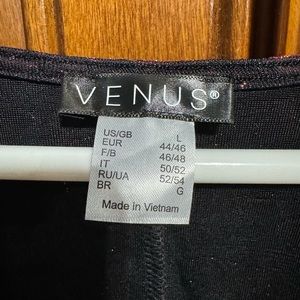 VENUS®
US/GB L
EUR 44/46
F/B 46/48
IT 50/52
RU/UA 52/54
BR G
Made in Vietnam